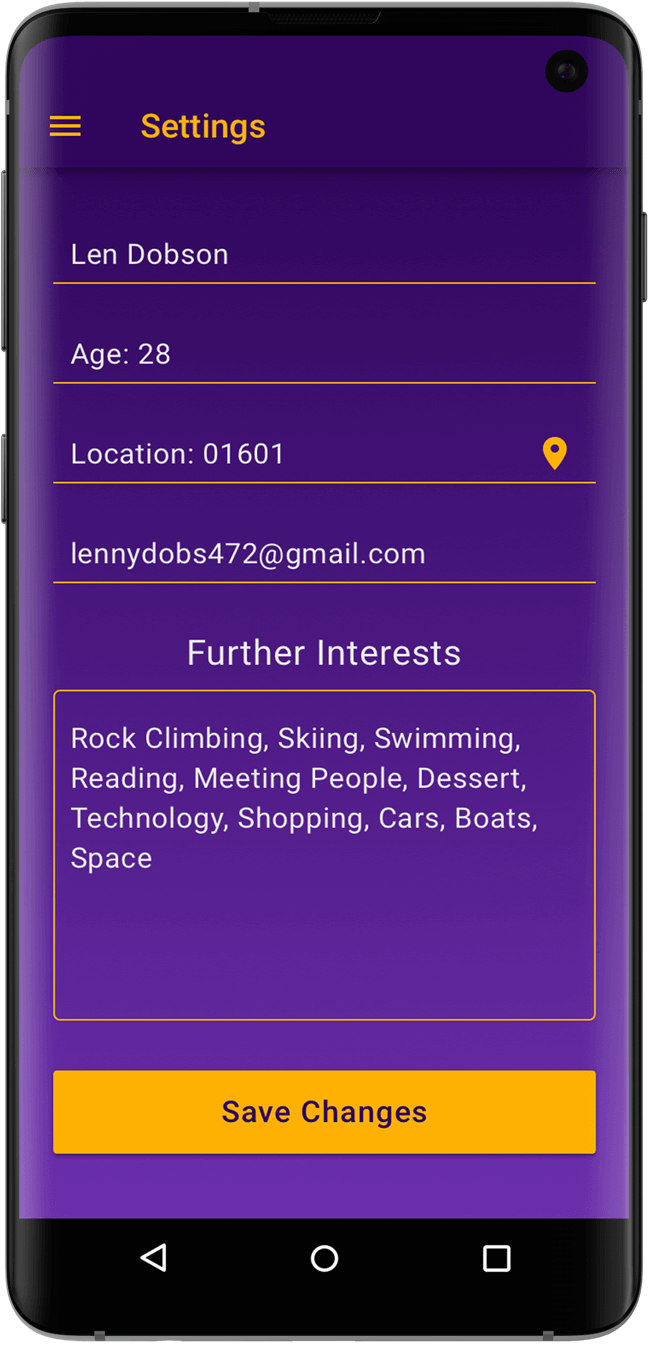 Settings
Len Dobson
Age: 28
Location: 01601
lennydobs472@gmail.com
Further Interests
Rock Climbing, Skiing, Swimming,
Reading, Meeting People, Dessert,
Technology, Shopping, Cars, Boats,
Space
Save Changes